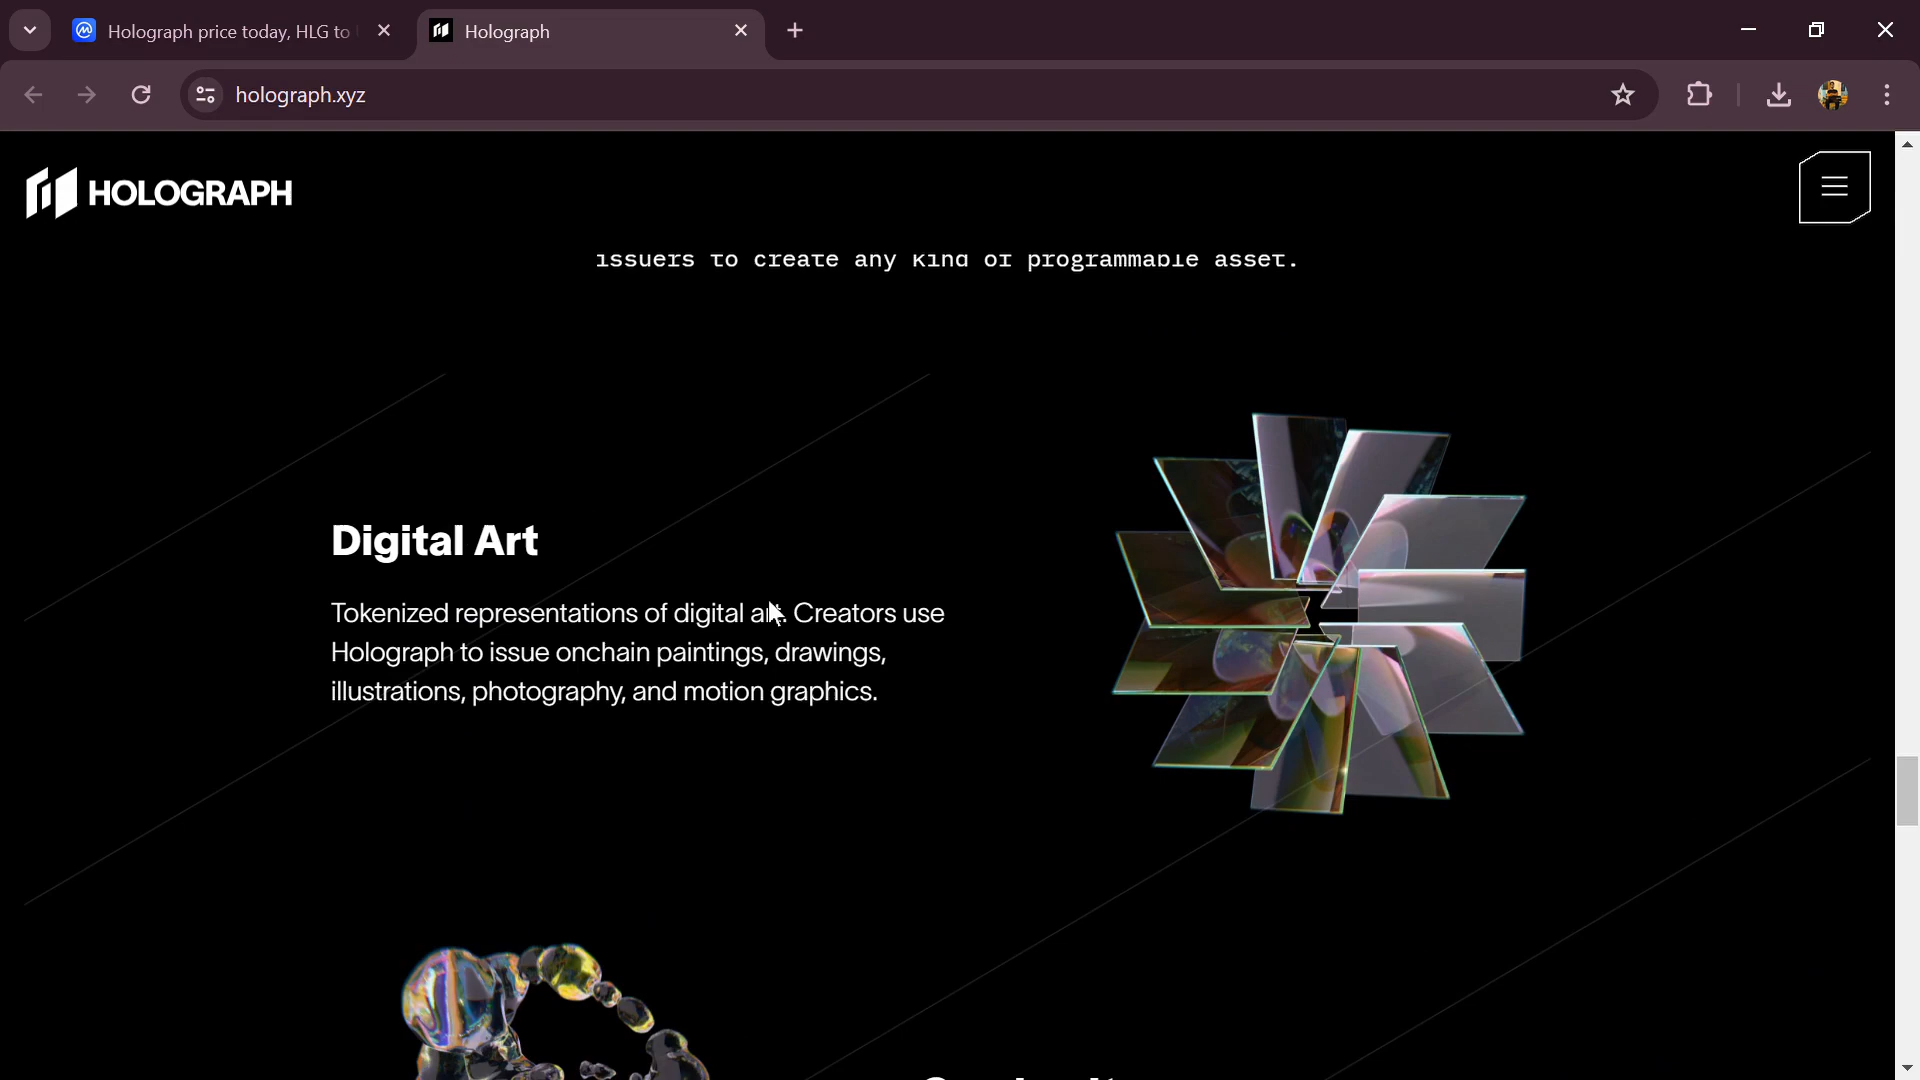 Holograph price today, HLG to
Holograph
holograph.xyz
HOLOGRAPH
issuers to create any kind of programmable asset.
Digital Art
Tokenized representations of digital art. Creators use
Holograph to issue onchain paintings, drawings,
illustrations, photography, and motion graphics.